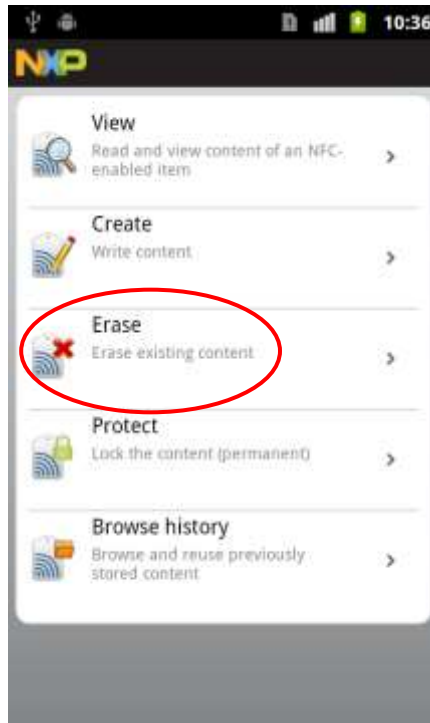 10:36
NXP
View
Read and view content of an NFC-
enabled item
Create
Write content
Erase
Erase existing content
Protect
Lock the content (permanent)
Browse history
Browse and reuse previously
stored content